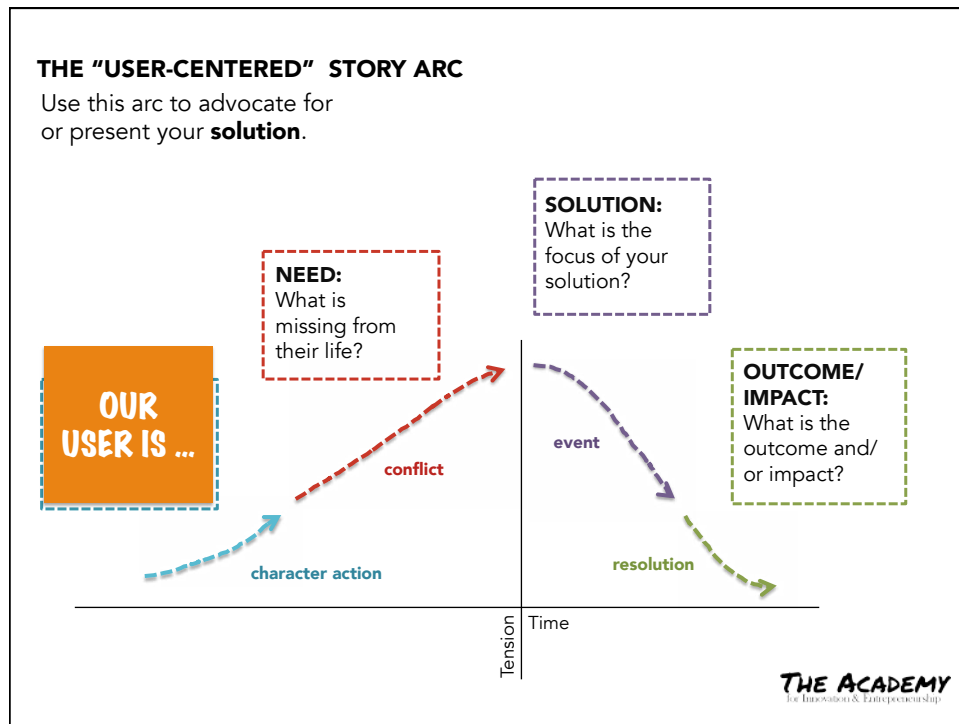 THE “USER-CENTERED” STORY ARC
Use this arc to advocate for
or present your solution.
OUR
USER IS ...
character action
NEED:
What is
missing from
their life?
conflict
SOLUTION:
What is the
focus of your
solution?
event
OUTCOME/
IMPACT:
What is the
outcome and/
or impact?
resolution
Tension
Time
THE ACADEMY
for Innovation & Entrepreneurship